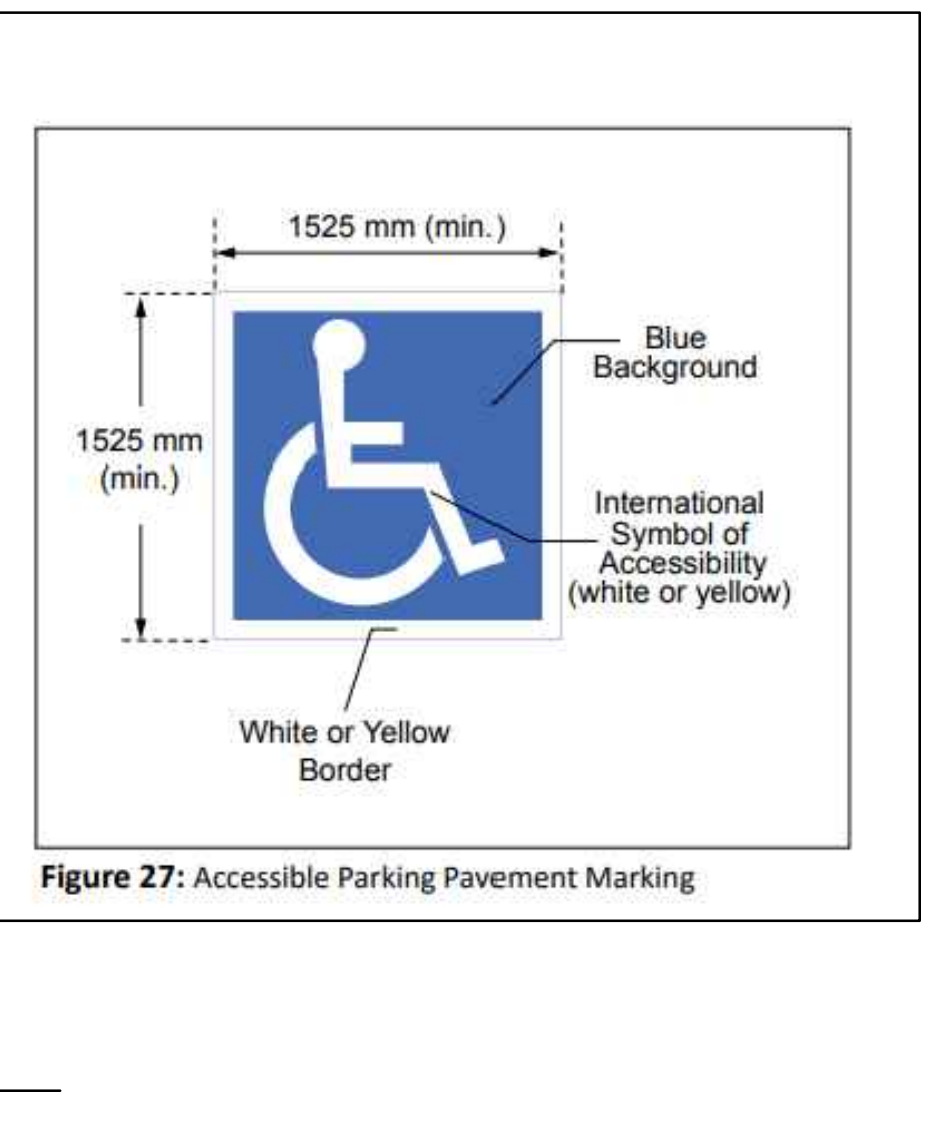 1525 mm (min.)
Blue
Background
1525 mm
(min.)
International
Symbol of
Accessibility
(white or yellow)
White or Yellow
Border
Figure 27: Accessible Parking Pavement Marking